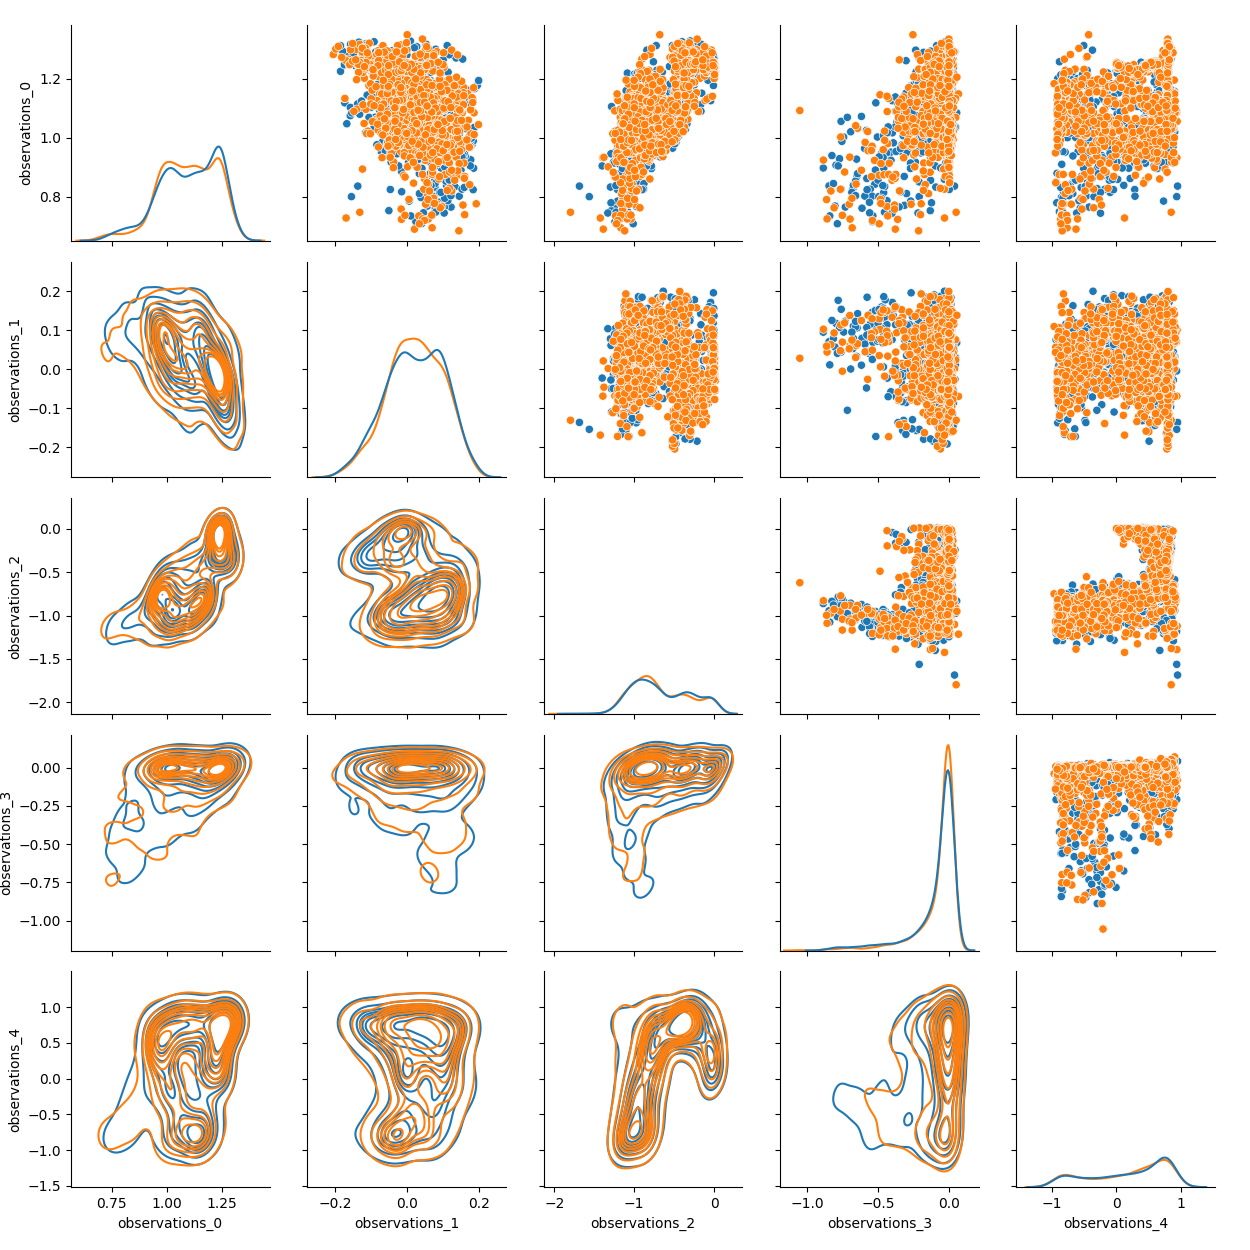 observations_0
1.2
1.0
0.8
observations_1
0.2
0.1
0.0
−0.1
−0.2
observations_2
0.0
−0.5
−1.0
−1.5
−2.0
observations_3
0.00
−0.25
−0.50
−0.75
−1.00
observations_4
1.0
0.5
0.0
−0.5
−1.0
−1.5
0.75 1.00 1.25
−0.2 0.0 0.2
−2 −1 0
−1.0 −0.5 0.0
−1 0 1
observations_0 observations_1 observations_2 observations_3 observations_4